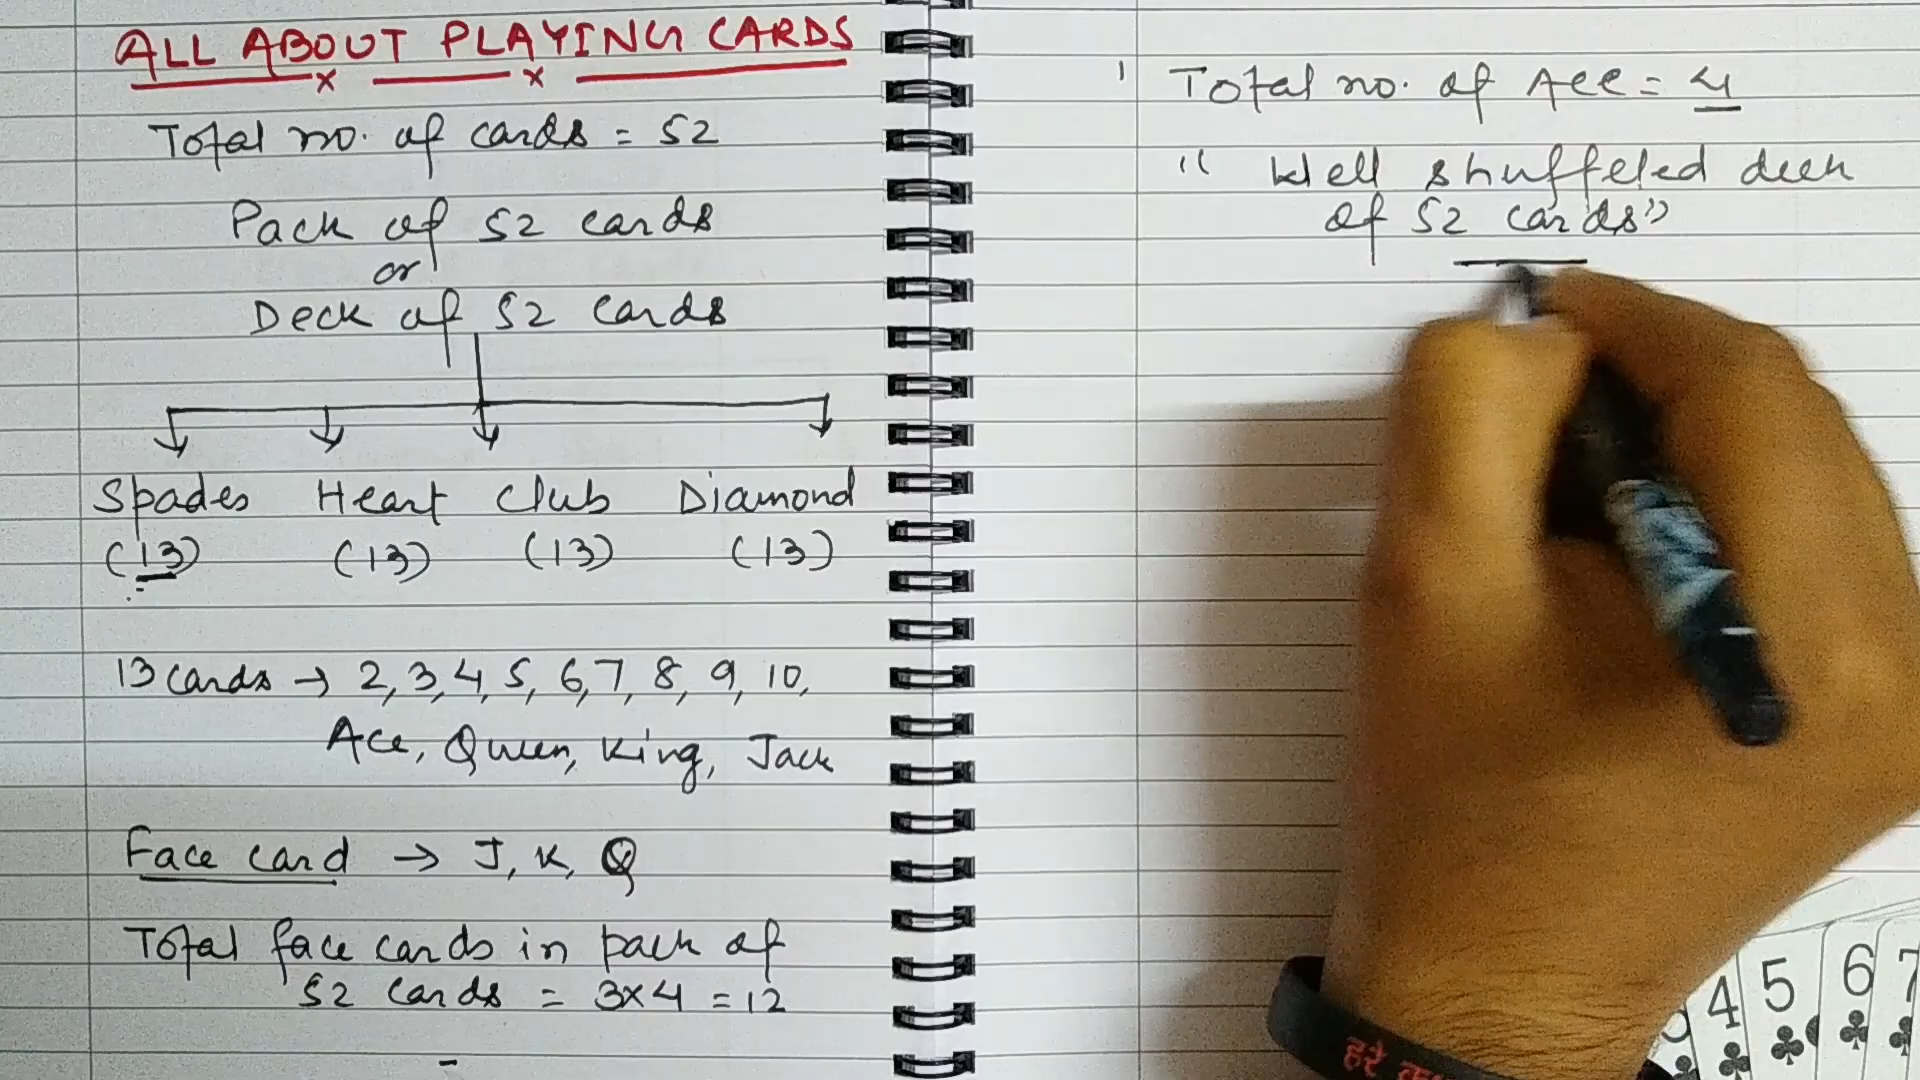 ALL ABOUT PLAYING CARDS
Total no. of cards = 52
Pack of 52 cards
or
Deck of 52 cards
Spades Heart Club Diamond
(13) (13) (13) (13)
13 cards → 2, 3, 4, 5, 6, 7, 8, 9, 10,
Ace, Queen, King, Jack
Face card → J, K, Q
Total face cards in pack of
52 cards = 3x4 = 12
Total no. of Ace = 4
"Well shuffeled deck
of 52 cards"
4 5 6 7
हरे